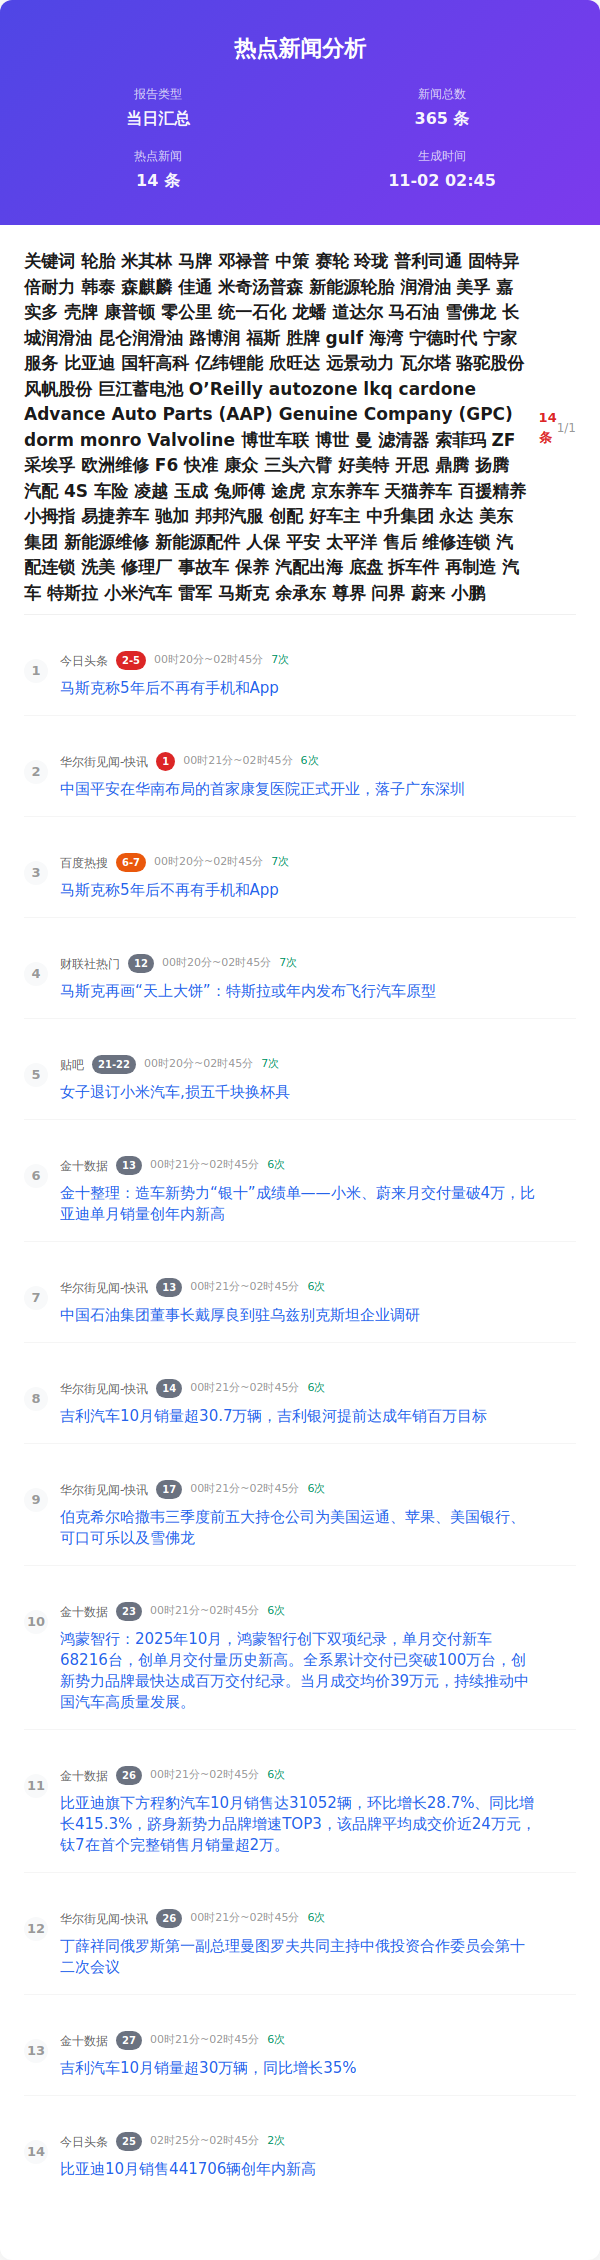 热点新闻分析
报告类型
当日汇总
新闻总数
365 条
热点新闻
14 条
生成时间
11-02 02:45
关键词 轮胎 米其林 马牌 邓禄普 中策 赛轮 玲珑 普利司通 固特异
倍耐力 韩泰 森麒麟 佳通 米奇汤普森 新能源轮胎 润滑油 美孚 嘉
实多 壳牌 康普顿 零公里 统一石化 龙蟠 道达尔 马石油 雪佛龙 长
城润滑油 昆仑润滑油 路博润 福斯 胜牌 gulf 海湾 宁德时代 宁家
服务 比亚迪 国轩高科 亿纬锂能 欣旺达 远景动力 瓦尔塔 骆驼股份
风帆股份 巨江蓄电池 O’Reilly autozone lkq cardone
Advance Auto Parts (AAP) Genuine Company (GPC)
dorm monro Valvoline 博世车联 博世 曼 滤清器 索菲玛 ZF
采埃孚 欧洲维修 F6 快准 康众 三头六臂 好美特 开思 鼎腾 扬腾
汽配 4S 车险 凌越 玉成 兔师傅 途虎 京东养车 天猫养车 百援精养
小拇指 易捷养车 驰加 邦邦汽服 创配 好车主 中升集团 永达 美东
集团 新能源维修 新能源配件 人保 平安 太平洋 售后 维修连锁 汽
配连锁 洗美 修理厂 事故车 保养 汽配出海 底盘 拆车件 再制造 汽
车 特斯拉 小米汽车 雷军 马斯克 余承东 尊界 问界 蔚来 小鹏
14
条
1/1
1
今日头条 2-5 00时20分~02时45分 7次
马斯克称5年后不再有手机和App
2
华尔街见闻-快讯 1 00时21分~02时45分 6次
中国平安在华南布局的首家康复医院正式开业，落子广东深圳
3
百度热搜 6-7 00时20分~02时45分 7次
马斯克称5年后不再有手机和App
4
财联社热门 12 00时20分~02时45分 7次
马斯克再画“天上大饼”：特斯拉或年内发布飞行汽车原型
5
贴吧 21-22 00时20分~02时45分 7次
女子退订小米汽车,损五千块换杯具
6
金十数据 13 00时21分~02时45分 6次
金十整理：造车新势力“银十”成绩单——小米、蔚来月交付量破4万，比
亚迪单月销量创年内新高
7
华尔街见闻-快讯 13 00时21分~02时45分 6次
中国石油集团董事长戴厚良到驻乌兹别克斯坦企业调研
8
华尔街见闻-快讯 14 00时21分~02时45分 6次
吉利汽车10月销量超30.7万辆，吉利银河提前达成年销百万目标
9
华尔街见闻-快讯 17 00时21分~02时45分 6次
伯克希尔哈撒韦三季度前五大持仓公司为美国运通、苹果、美国银行、
可口可乐以及雪佛龙
10
金十数据 23 00时21分~02时45分 6次
鸿蒙智行：2025年10月，鸿蒙智行创下双项纪录，单月交付新车
68216台，创单月交付量历史新高。全系累计交付已突破100万台，创
新势力品牌最快达成百万交付纪录。当月成交均价39万元，持续推动中
国汽车高质量发展。
11
金十数据 26 00时21分~02时45分 6次
比亚迪旗下方程豹汽车10月销售达31052辆，环比增长28.7%、同比增
长415.3%，跻身新势力品牌增速TOP3，该品牌平均成交价近24万元，
钛7在首个完整销售月销量超2万。
12
华尔街见闻-快讯 26 00时21分~02时45分 6次
丁薛祥同俄罗斯第一副总理曼图罗夫共同主持中俄投资合作委员会第十
二次会议
13
金十数据 27 00时21分~02时45分 6次
吉利汽车10月销量超30万辆，同比增长35%
14
今日头条 25 02时25分~02时45分 2次
比亚迪10月销售441706辆创年内新高